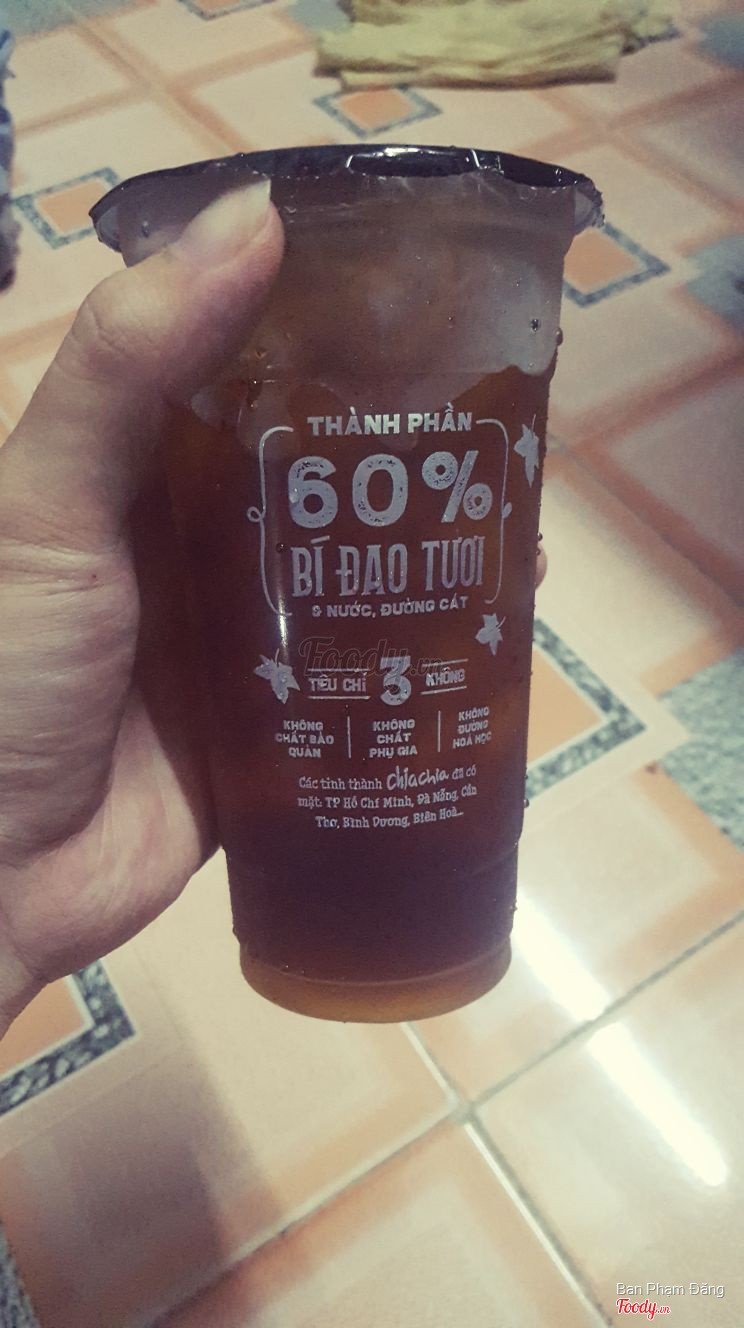 THÀNH PHẦN
60%
BÍ ĐAO TƯƠI
& NƯỚC, ĐƯỜNG CÁT
Foody.vn
TIÊU CHÍ 3 KHÔNG
KHÔNG CHẤT BẢO QUẢN
KHÔNG CHẤT PHỤ GIA
KHÔNG ĐƯỜNG HOÁ HỌC
Các tỉnh thành chiachia đã có
mặt: TP Hồ Chí Minh, Đà Nẵng, Cần
Thơ, Bình Dương, Biên Hoà...
Ban Pham Đăng
Foody.vn